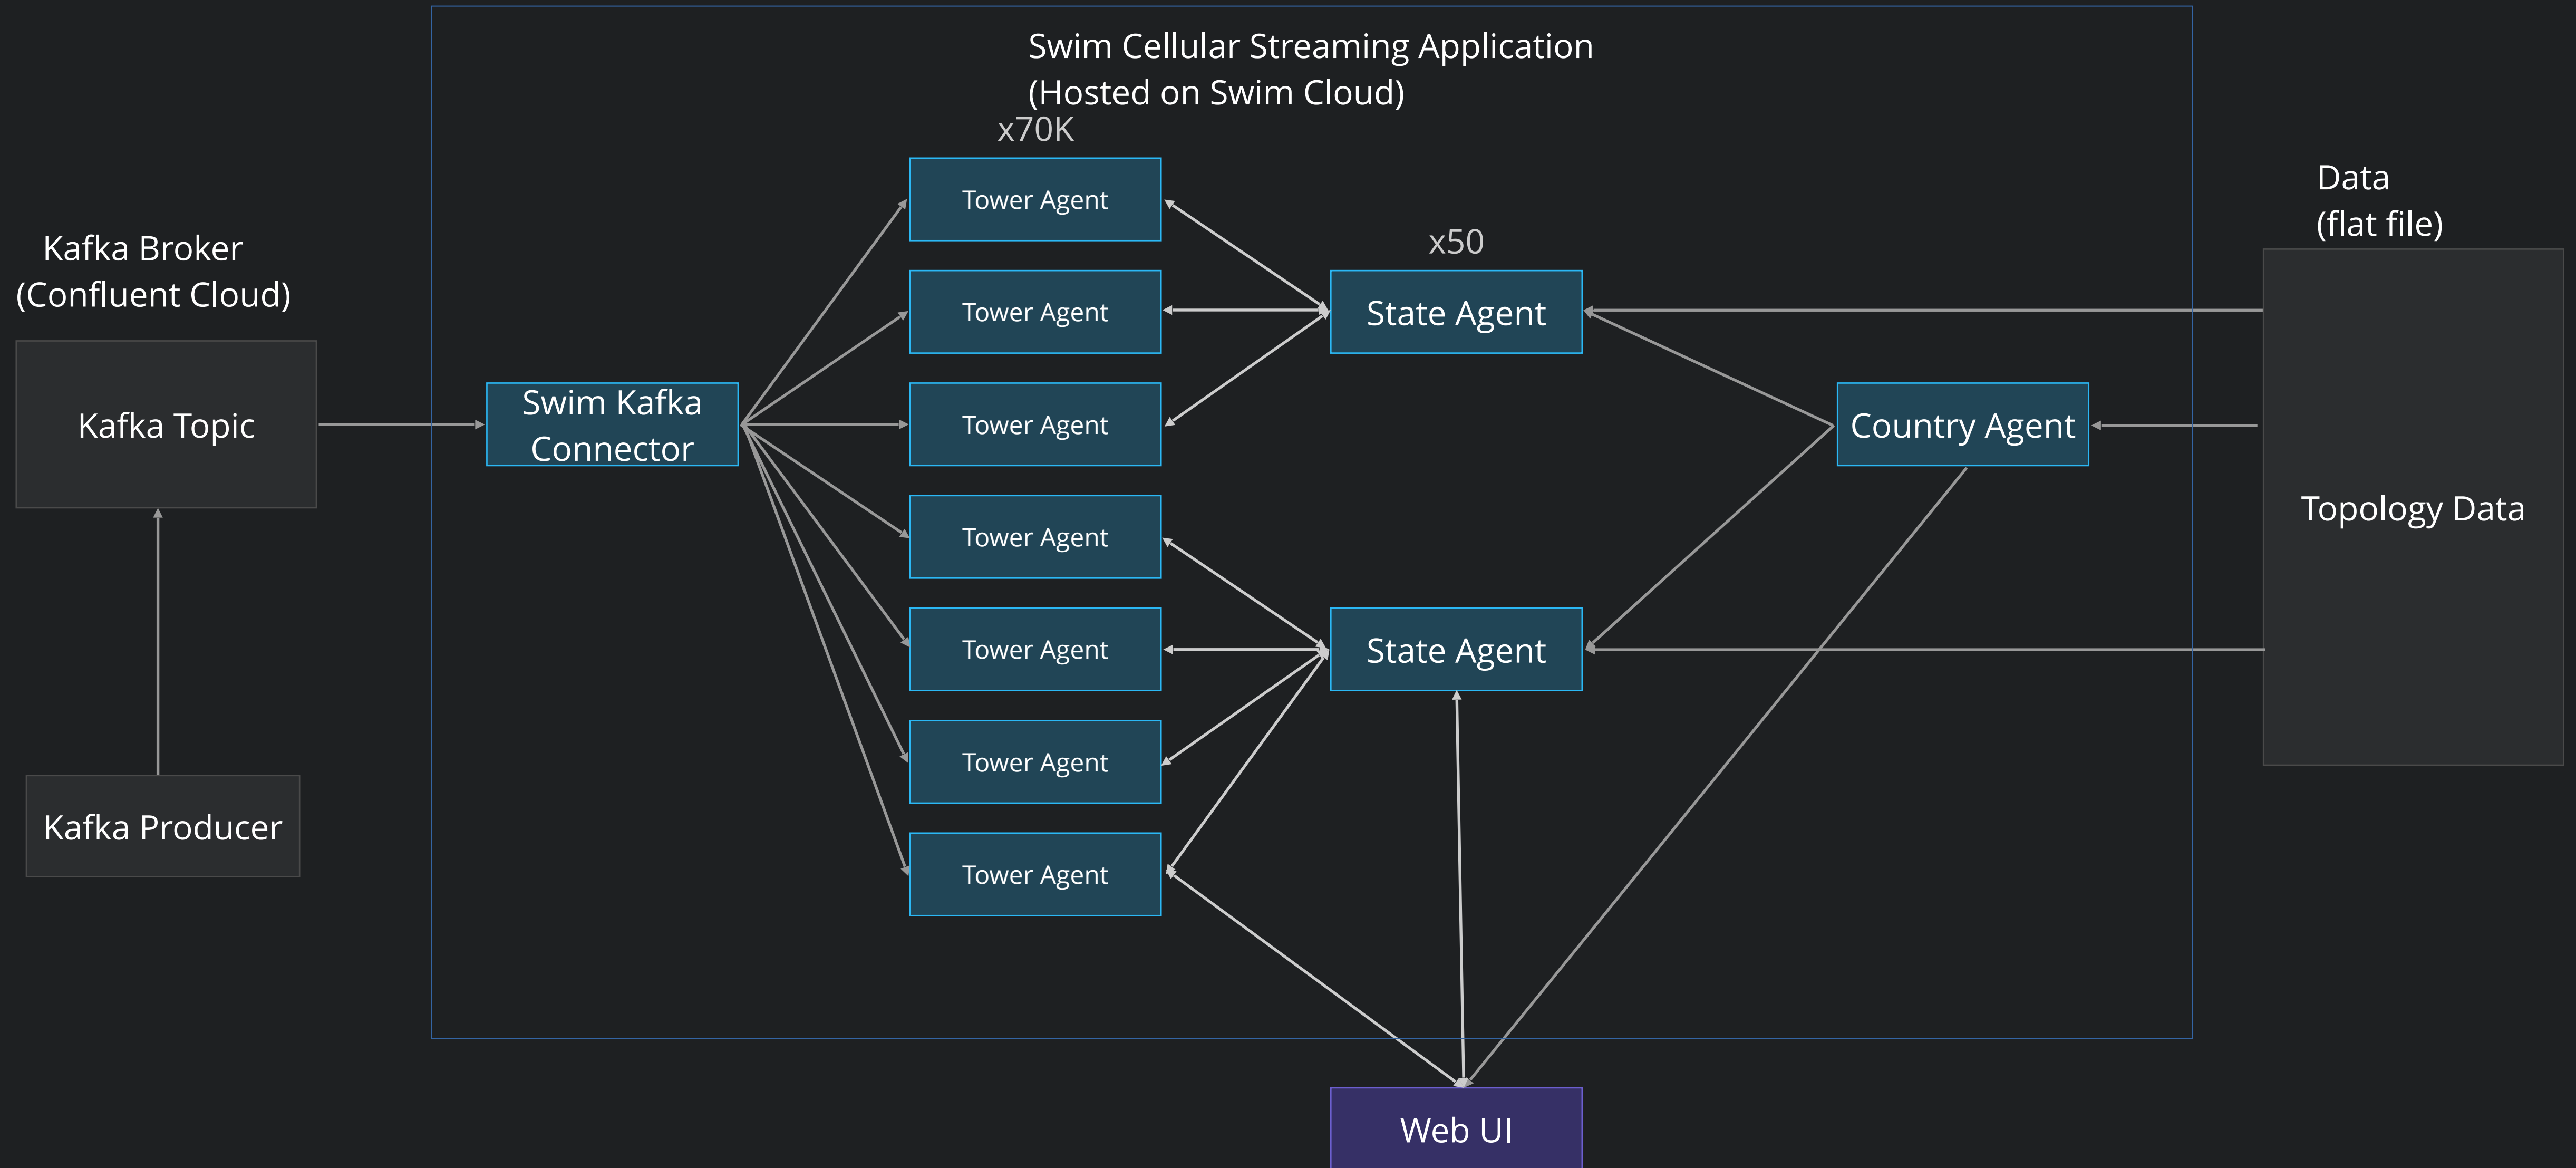 Swim Cellular Streaming Application
(Hosted on Swim Cloud)
x70K
Kafka Broker
(Confluent Cloud)
Kafka Topic
Kafka Producer
Swim Kafka
Connector
Tower Agent
Tower Agent
Tower Agent
Tower Agent
Tower Agent
Tower Agent
Tower Agent
x50
State Agent
State Agent
Country Agent
Data
(flat file)
Topology Data
Web UI